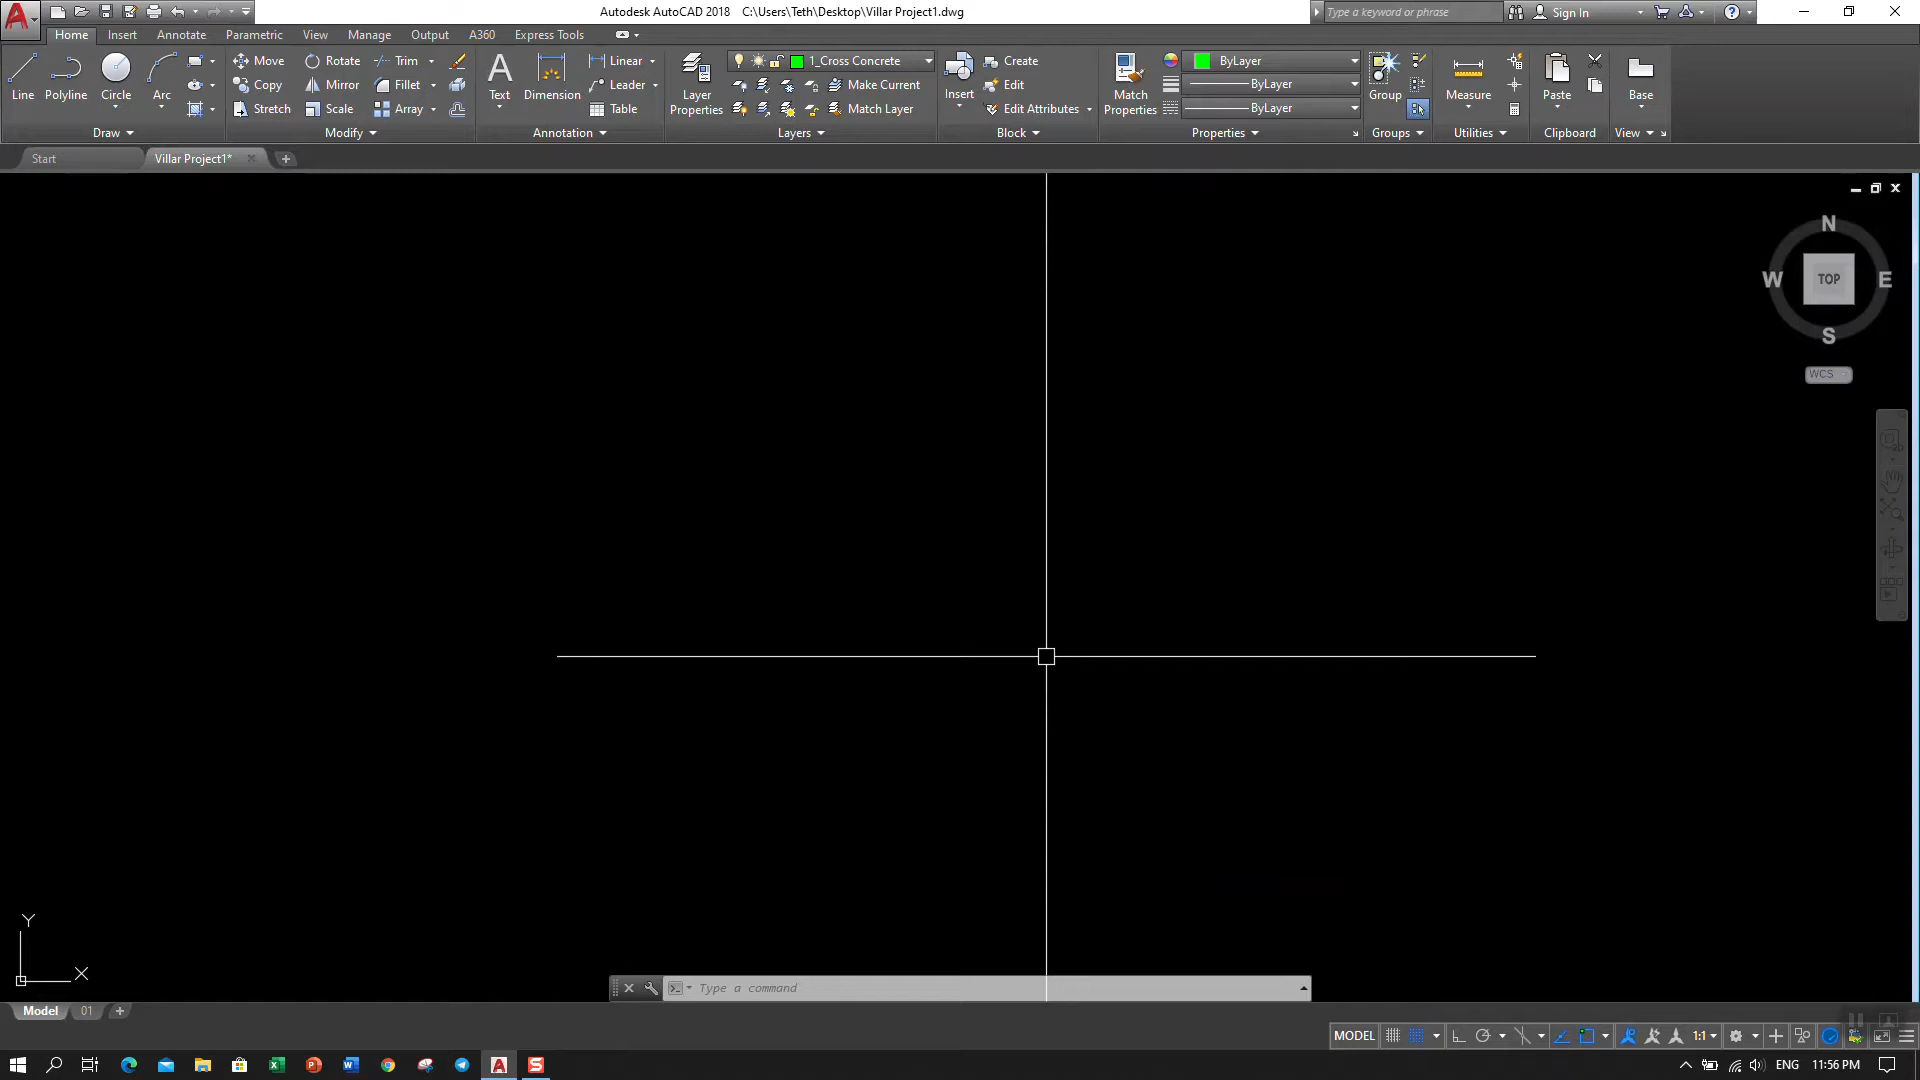 Autodesk AutoCAD 2018 C:\Users\Teth\Desktop\Villar Project1.dwg
Type a keyword or phrase
Sign In
Home Insert Annotate Parametric View Manage Output A360 Express Tools
Move Rotate Trim Linear 1_Cross Concrete Create ByLayer
Copy Mirror Fillet Leader Make Current Edit ByLayer
Line Polyline Circle Arc Text Dimension Layer Properties Insert Match Properties Group Measure Paste Base
Stretch Scale Array Table Match Layer Edit Attributes ByLayer
Draw Modify Annotation Layers Block Properties Groups Utilities Clipboard View
Start Villar Project1*
N
W TOP E
S
WCS
Y
X
Type a command
Model 01
MODEL 1:1
ENG 11:56 PM